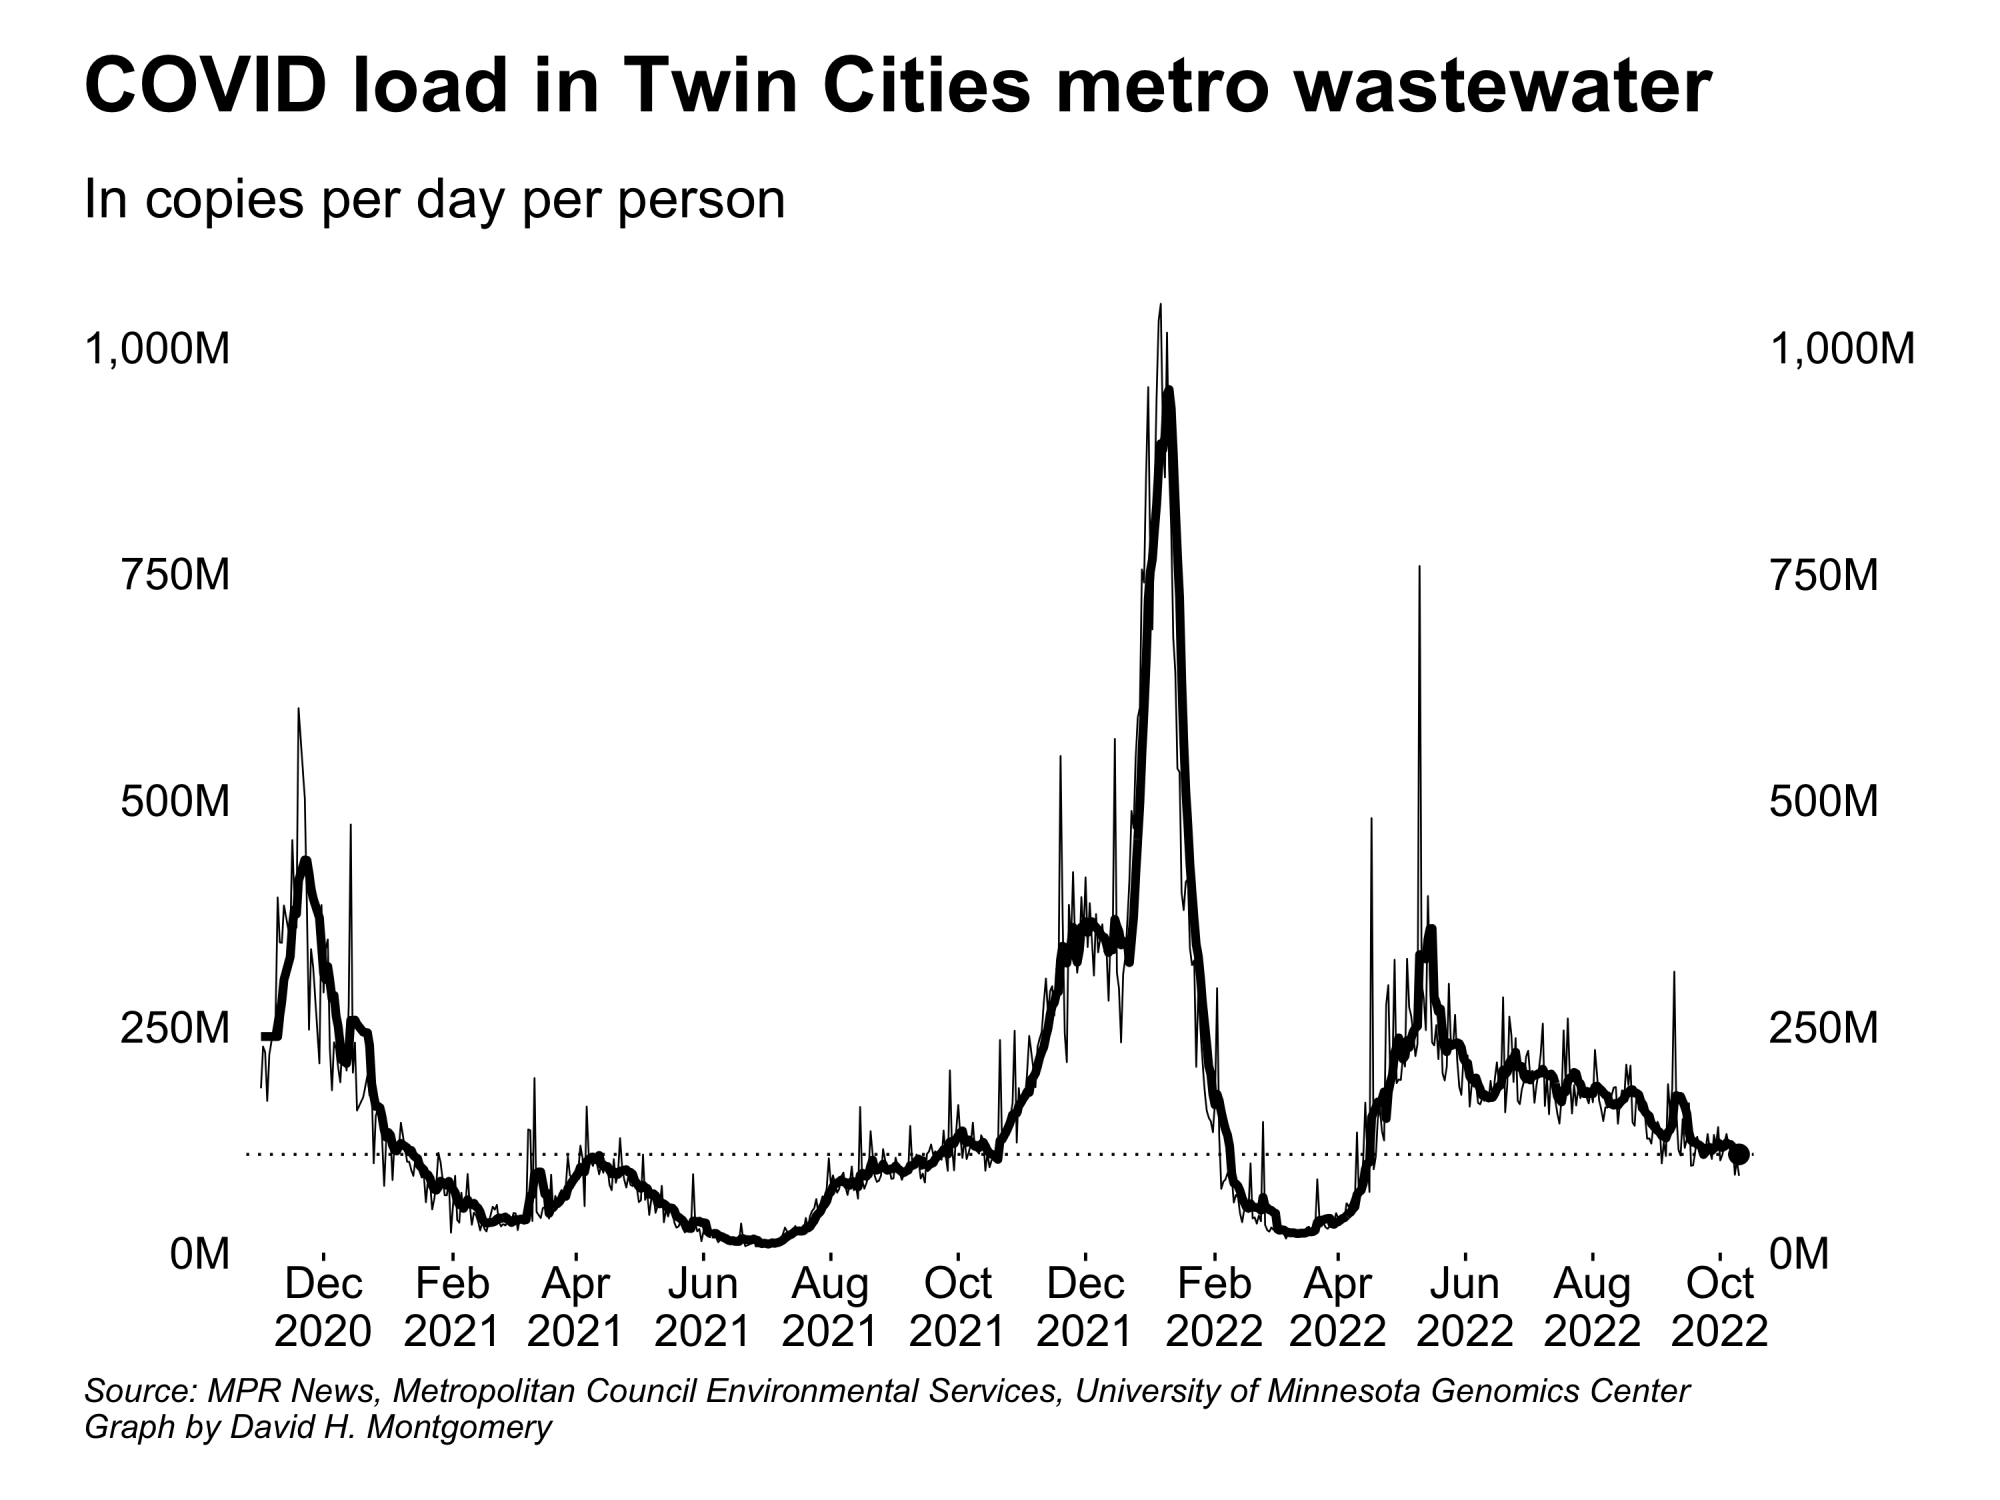 COVID load in Twin Cities metro wastewater
In copies per day per person
1,000M
1,000M
750M
750M
500M
500M
250M
250M
0M
0M
Dec Feb Apr Jun Aug Oct Dec Feb Apr Jun Aug Oct
2020 2021 2021 2021 2021 2021 2021 2022 2022 2022 2022 2022
Source: MPR News, Metropolitan Council Environmental Services, University of Minnesota Genomics Center
Graph by David H. Montgomery